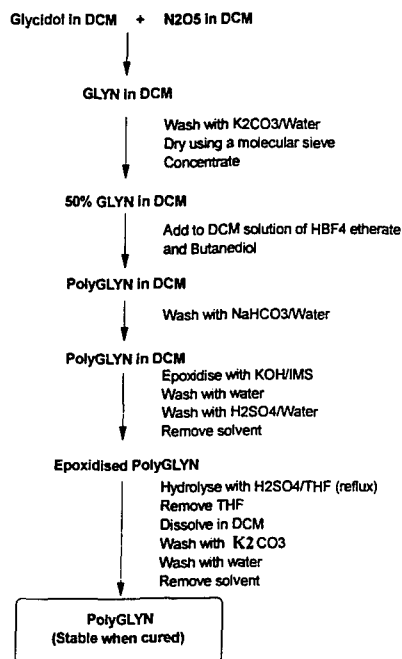 Glycidol in DCM + N2O5 in DCM
GLYN in DCM
Wash with K2CO3/Water
Dry using a molecular sieve
Concentrate
50% GLYN in DCM
Add to DCM solution of HBF4 etherate
and Butanediol
PolyGLYN in DCM
Wash with NaHCO3/Water
PolyGLYN in DCM
Epoxidise with KOH/IMS
Wash with water
Wash with H2SO4/Water
Remove solvent
Epoxidised PolyGLYN
Hydrolyse with H2SO4/THF (reflux)
Remove THF
Dissolve in DCM
Wash with K2CO3
Wash with water
Remove solvent
PolyGLYN
(Stable when cured)